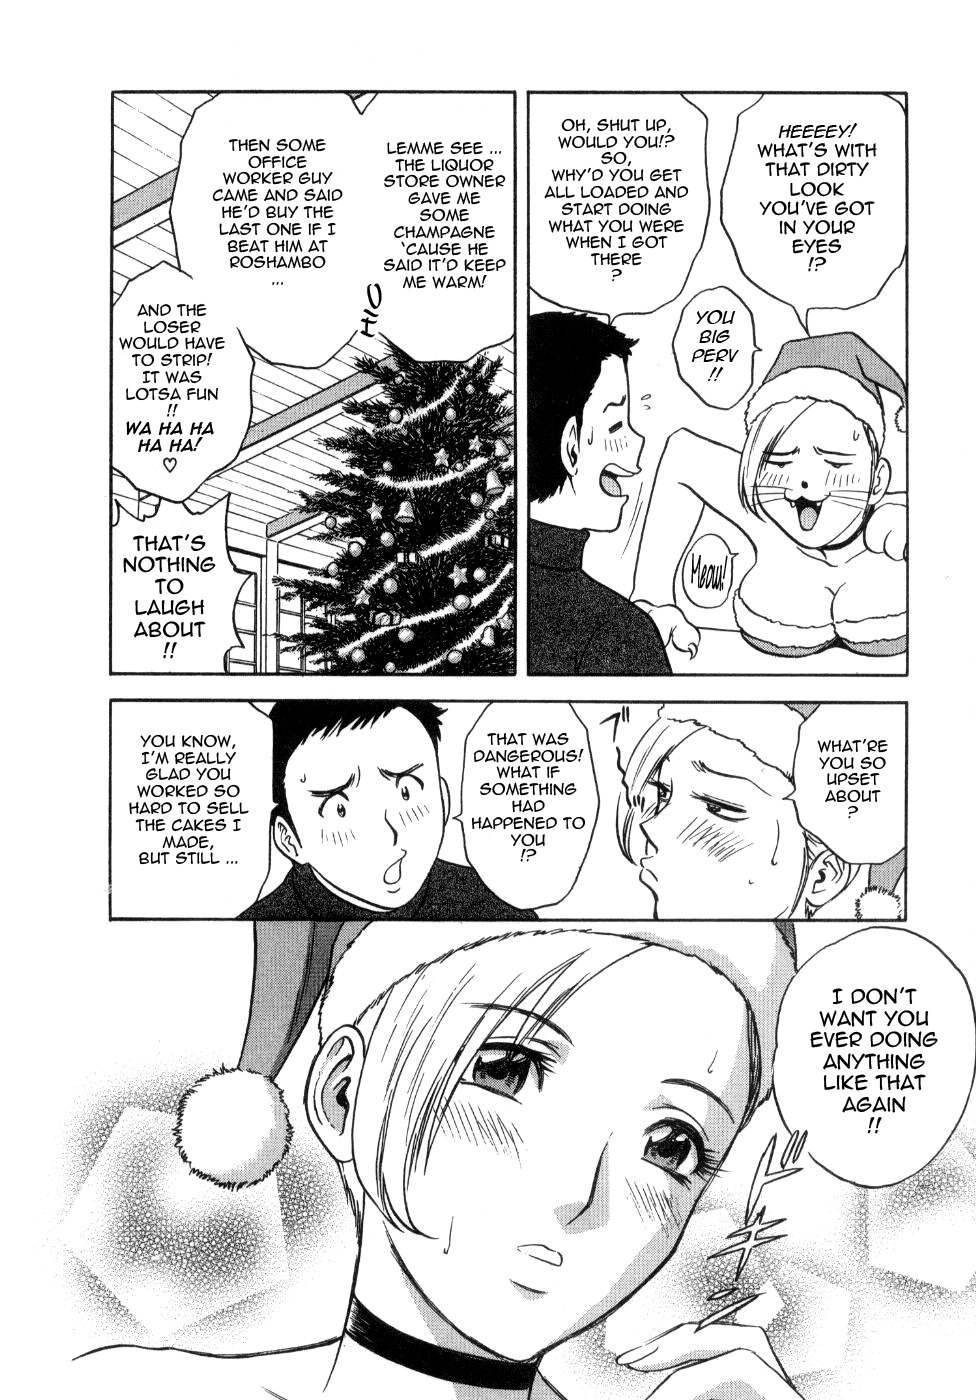 HEEEEY!
WHAT'S WITH
THAT DIRTY
LOOK
YOU'VE GOT
IN YOUR
EYES
!?
OH, SHUT UP,
WOULD YOU!?
SO,
WHY'D YOU GET
ALL LOADED AND
START DOING
WHAT YOU WERE
WHEN I GOT
THERE
?
YOU
BIG
PERV
!!
Meow!
LEMME SEE ...
THE LIQUOR
STORE OWNER
GAVE ME
SOME
CHAMPAGNE
'CAUSE HE
SAID IT'D KEEP
ME WARM!
HIC
THEN SOME
OFFICE
WORKER GUY
CAME AND SAID
HE'D BUY THE
LAST ONE IF I
BEAT HIM AT
ROSHAMBO
...
AND THE
LOSER
WOULD HAVE
TO STRIP!
IT WAS
LOTSA FUN
!!
WA HA HA
HA HA!
♡
THAT'S
NOTHING
TO
LAUGH
ABOUT
!!
WHAT'RE
YOU SO
UPSET
ABOUT
?
THAT WAS
DANGEROUS!
WHAT IF
SOMETHING
HAD
HAPPENED TO
YOU
!?
YOU KNOW,
I'M REALLY
GLAD YOU
WORKED SO
HARD TO SELL
THE CAKES I
MADE,
BUT STILL ...
I DON'T
WANT YOU
EVER DOING
ANYTHING
LIKE THAT
AGAIN
!!
ドキ